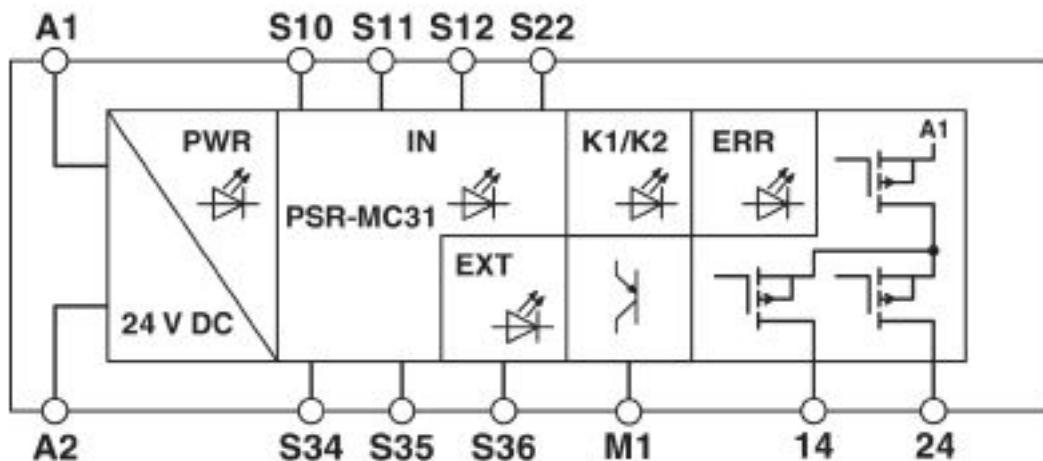 A1 S10 S11 S12 S22
PWR IN K1/K2 ERR A1
PSR-MC31
EXT
24 V DC
A2 S34 S35 S36 M1 14 24